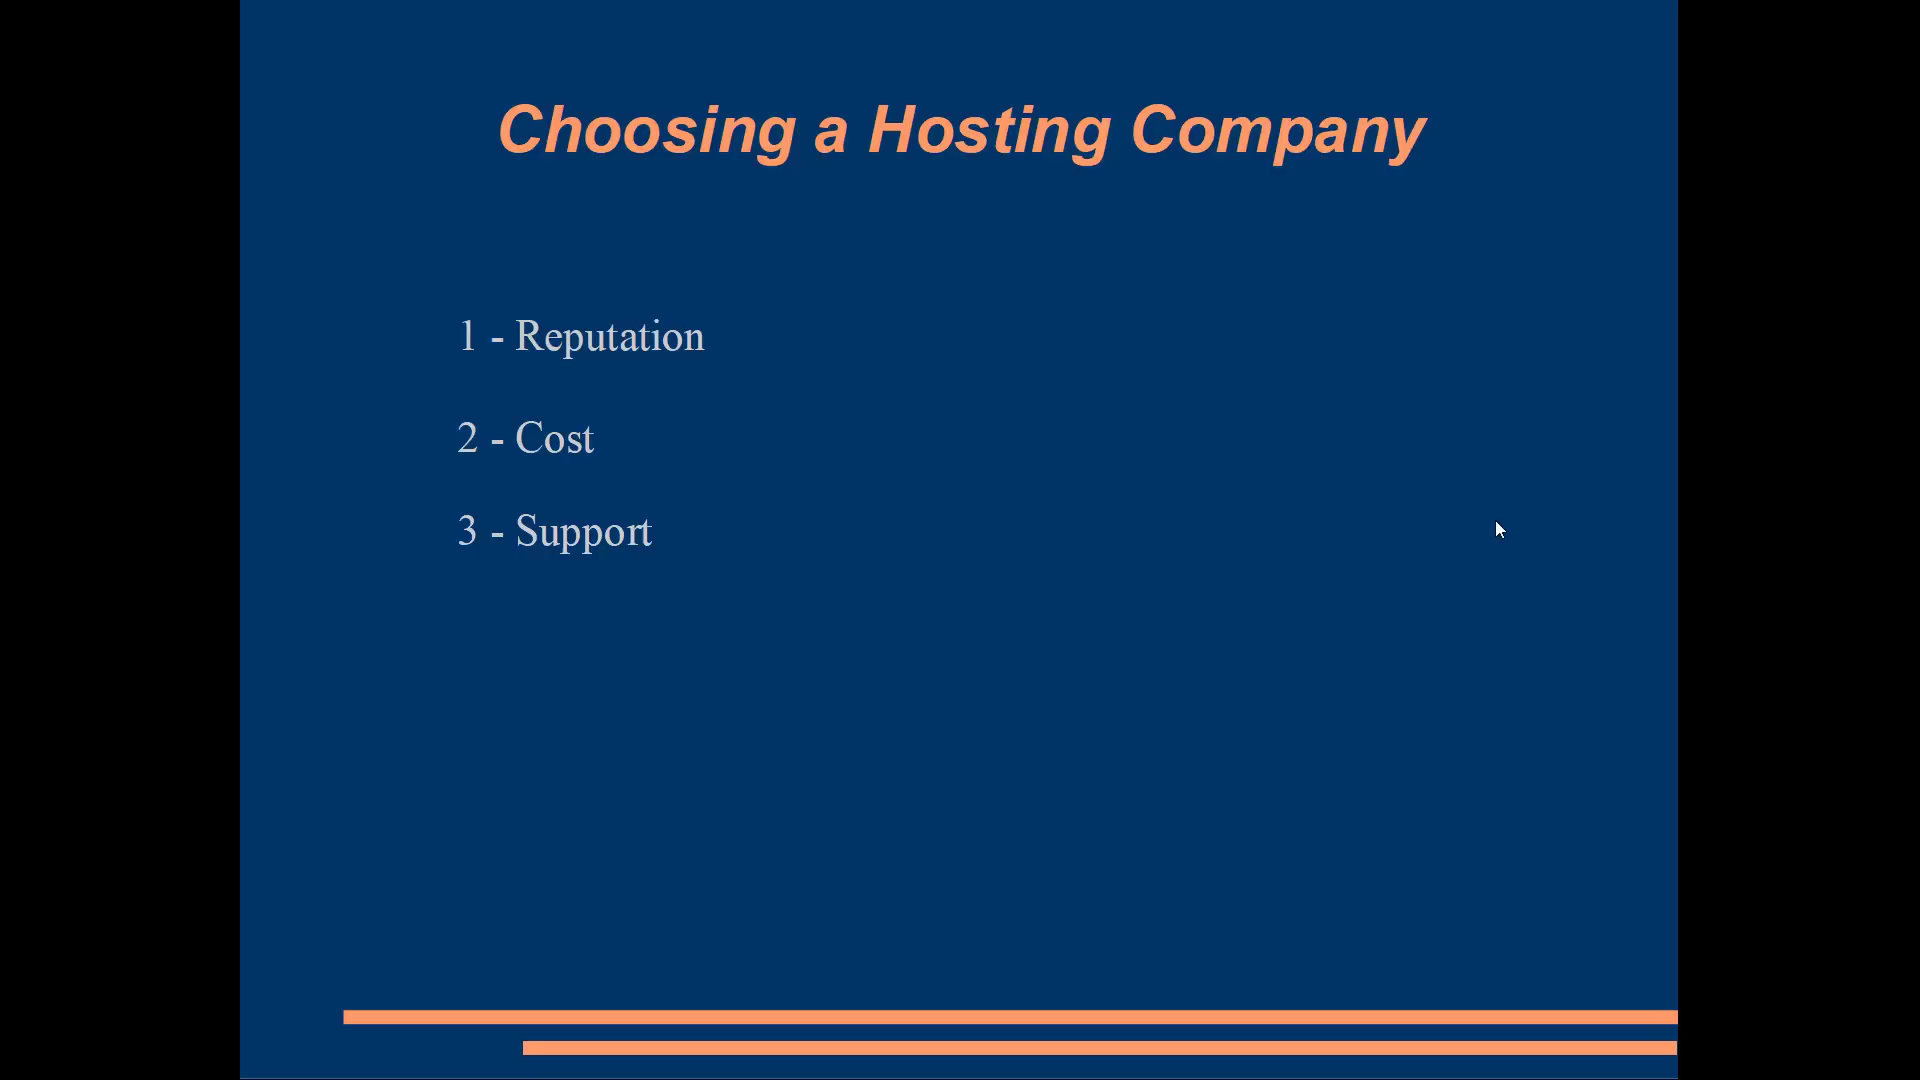 Choosing a Hosting Company
1 - Reputation
2 - Cost
3 - Support